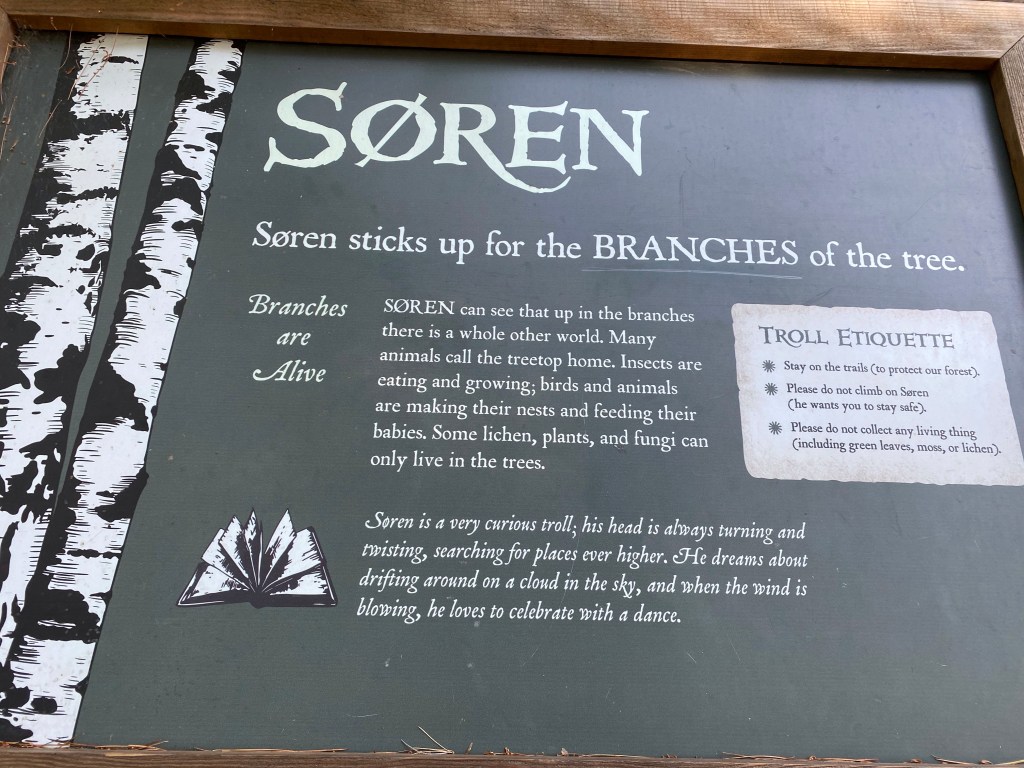 SØREN
Søren sticks up for the BRANCHES of the tree.
Branches
are
Alive
SØREN can see that up in the branches
there is a whole other world. Many
animals call the treetop home. Insects are
eating and growing; birds and animals
are making their nests and feeding their
babies. Some lichen, plants, and fungi can
only live in the trees.
TROLL ETIQUETTE
Stay on the trails (to protect our forest).
Please do not climb on Søren
(he wants you to stay safe).
Please do not collect any living thing
(including green leaves, moss, or lichen).
Søren is a very curious troll; his head is always turning and
twisting, searching for places ever higher. He dreams about
drifting around on a cloud in the sky, and when the wind is
blowing, he loves to celebrate with a dance.